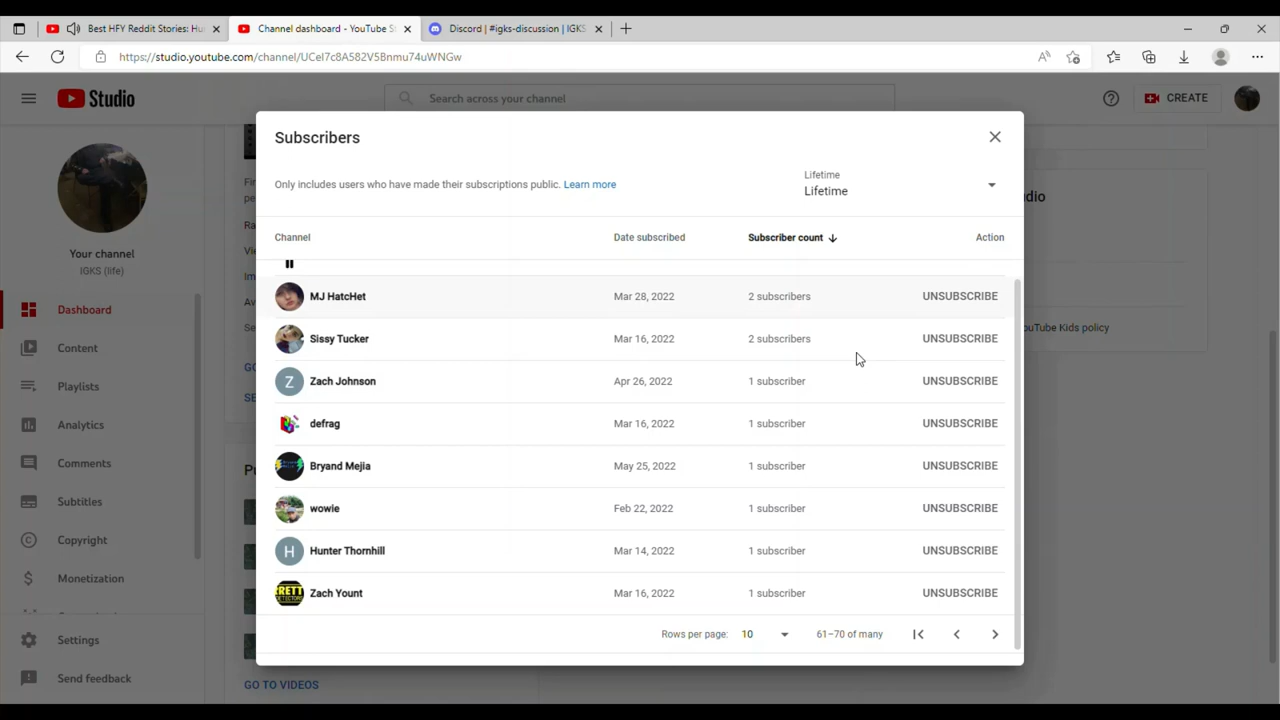 Best HFY Reddit Stories: Hu
Channel dashboard - YouTube S
Discord | #igks-discussion | IGKS
https://studio.youtube.com/channel/UCeI7c8A582V5Bnmu74uWNGw
Studio
Search across your channel
CREATE
Your channel
IGKS (life)
Dashboard
Content
Playlists
Analytics
Comments
Subtitles
Copyright
Monetization
Settings
Send feedback
Subscribers
Only includes users who have made their subscriptions public. Learn more
Lifetime
Lifetime
Channel Date subscribed Subscriber count Action
MJ HatcHet Mar 28, 2022 2 subscribers UNSUBSCRIBE
Sissy Tucker Mar 16, 2022 2 subscribers UNSUBSCRIBE
Z Zach Johnson Apr 26, 2022 1 subscriber UNSUBSCRIBE
defrag Mar 16, 2022 1 subscriber UNSUBSCRIBE
Bryand Mejia May 25, 2022 1 subscriber UNSUBSCRIBE
wowie Feb 22, 2022 1 subscriber UNSUBSCRIBE
H Hunter Thornhill Mar 14, 2022 1 subscriber UNSUBSCRIBE
Zach Yount Mar 16, 2022 1 subscriber UNSUBSCRIBE
Rows per page: 10 61–70 of many
GO TO VIDEOS